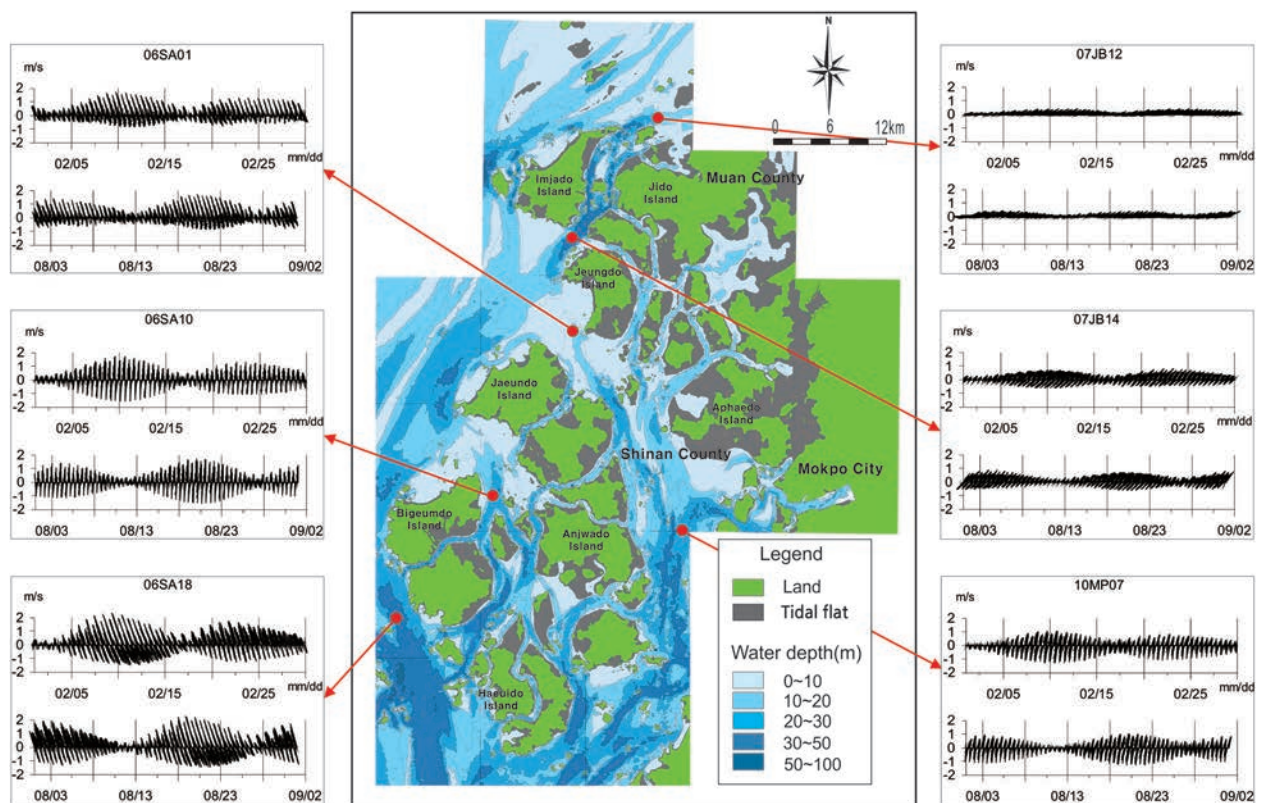 06SA01
m/s
2
1
0
-1
-2
02/05 02/15 02/25 mm/dd
2
1
0
-1
-2
08/03 08/13 08/23 09/02
06SA10
m/s
2
1
0
-1
-2
02/05 02/15 02/25 mm/dd
2
1
0
-1
-2
08/03 08/13 08/23 09/02
06SA18
m/s
2
1
0
-1
-2
02/05 02/15 02/25 mm/dd
2
1
0
-1
-2
08/03 08/13 08/23 09/02
N
0 6 12km
Imjado
Island
Jido
Island
Muan County
Jeungdo
Island
Jaeundo
Island
Aphaedo
Island
Shinan County
Mokpo City
Bigeumdo
Island
Anjwado
Island
Haeuido
Island
Legend
Land
Tidal flat
Water depth(m)
0~10
10~20
20~30
30~50
50~100
07JB12
m/s
2
1
0
-1
-2
02/05 02/15 02/25 mm/dd
2
1
0
-1
-2
08/03 08/13 08/23 09/02
07JB14
m/s
2
1
0
-1
-2
02/05 02/15 02/25 mm/dd
2
1
0
-1
-2
08/03 08/13 08/23 09/02
10MP07
m/s
2
1
0
-1
-2
02/05 02/15 02/25 mm/dd
2
1
0
-1
-2
08/03 08/13 08/23 09/02